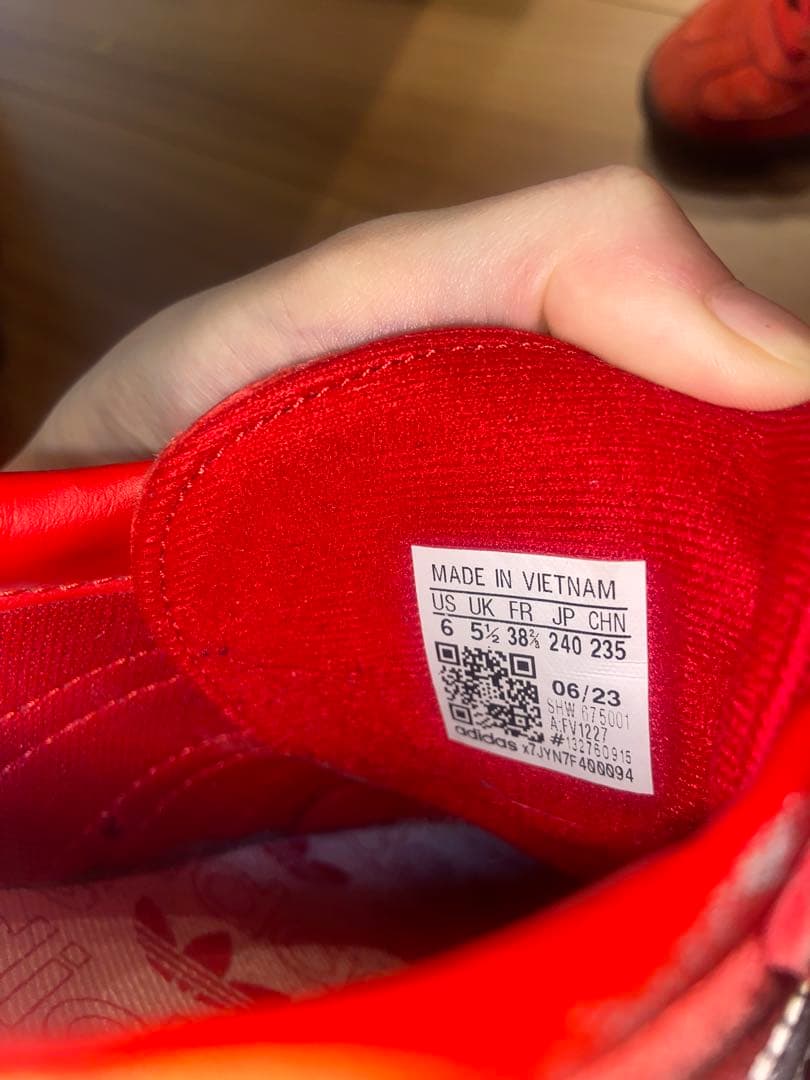 MADE IN VIETNAM
US UK FR JP CHN
6 5½ 38⅔ 240 235
06/23
SHW 675001
A:FV1227
#132760915
adidas x7JYN7F400094